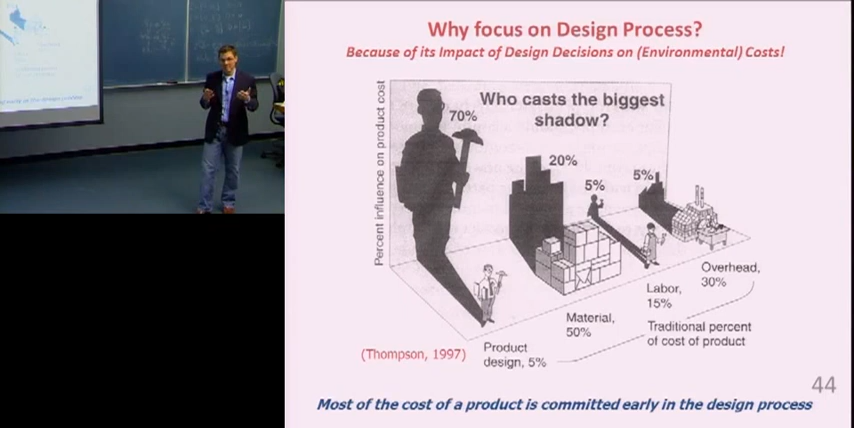 Why focus on Design Process?
Because of its Impact of Design Decisions on (Environmental) Costs!
Percent influence on product cost
Who casts the biggest
shadow?
70%
20%
5%
5%
Product
design, 5%
Material,
50%
Labor,
15%
Overhead,
30%
Traditional percent
of cost of product
(Thompson, 1997)
44
Most of the cost of a product is committed early in the design process